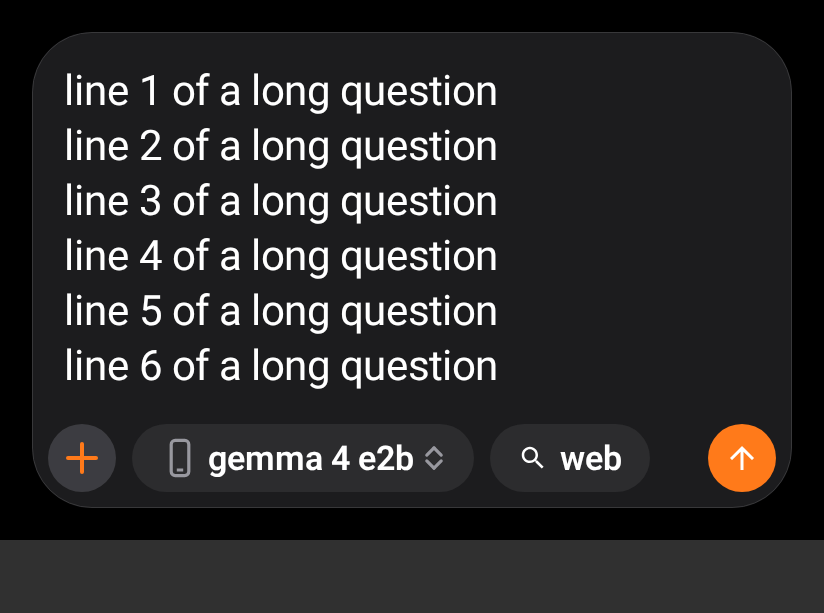 line 1 of a long question
line 2 of a long question
line 3 of a long question
line 4 of a long question
line 5 of a long question
line 6 of a long question
gemma 4 e2b
web